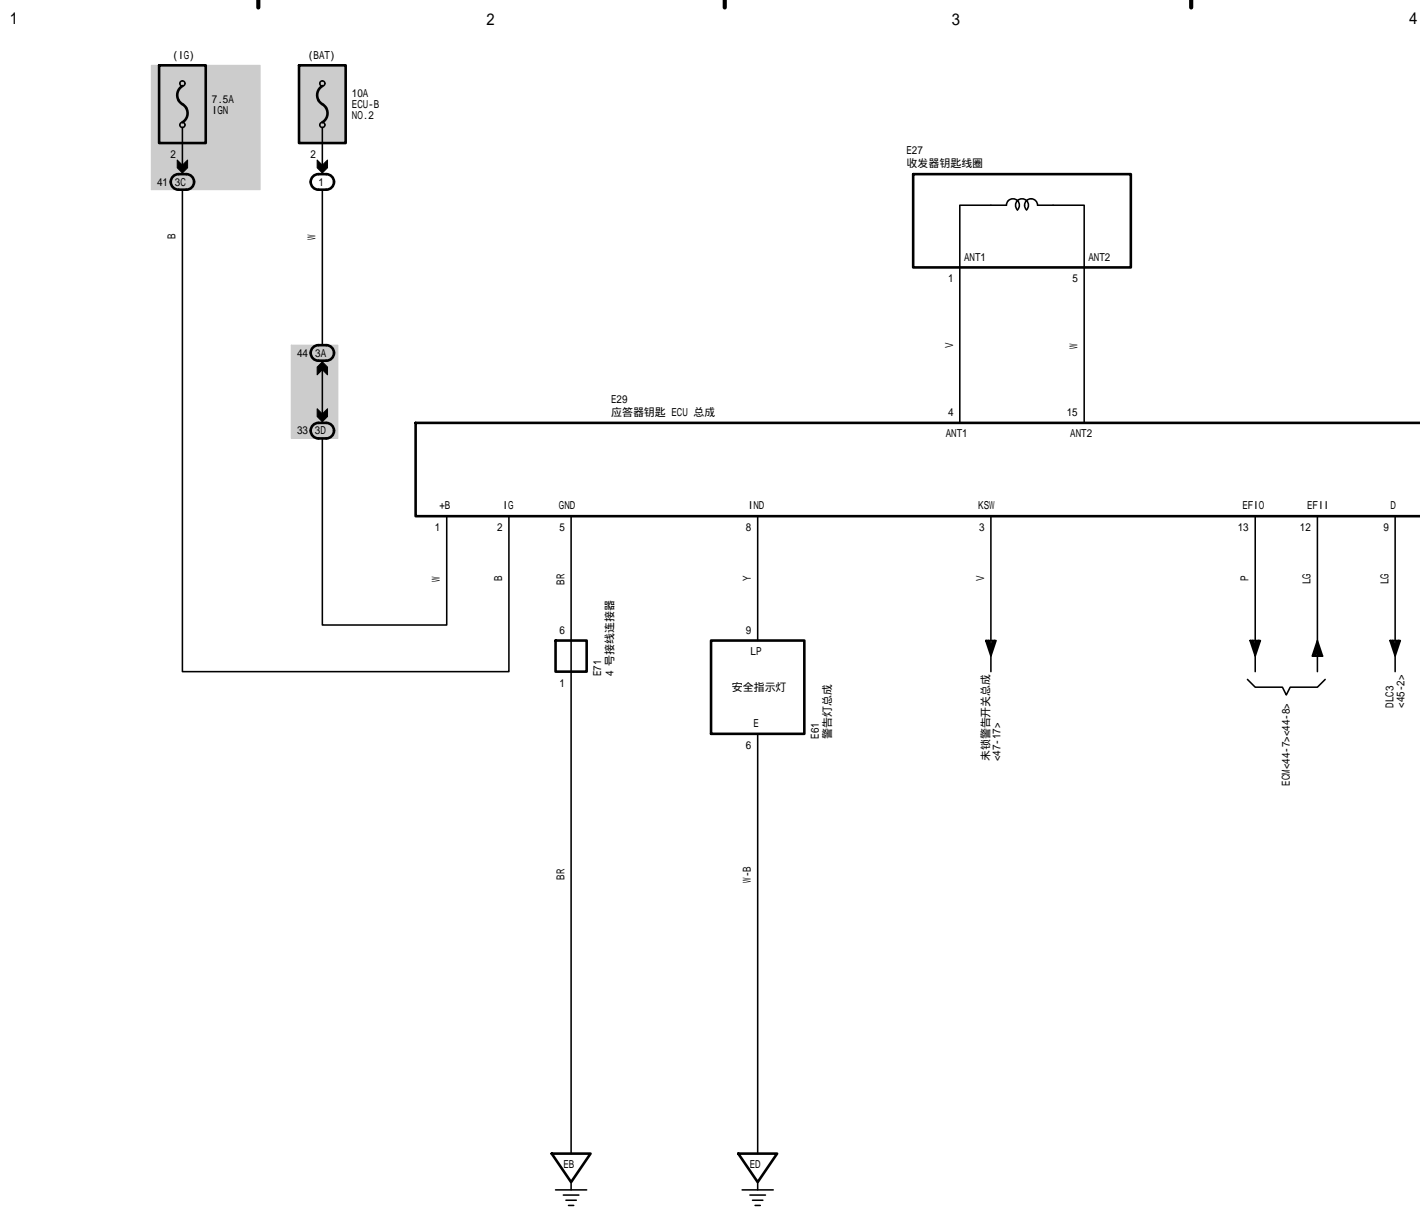 1
2
3
4
(IG)
(BAT)
7.5A
IGN
10A
ECU-B
NO.2
2
2
41
3C
1
B
W
E27
收发器钥匙线圈
ANT1
ANT2
1
5
V
W
44
3A
33
3D
E29
应答器钥匙 ECU 总成
4
15
ANT1
ANT2
+B
IG
GND
IND
KSW
EFIO
EFII
D
1
2
5
8
3
13
12
9
W
B
BR
Y
V
P
LG
LG
6
1
E71
4 号接线连接器
9
LP
安全指示灯
E
6
E61
警告灯总成
未锁警告开关总成
<47-17>
ECM<44-7><44-8>
DLC3
<45-2>
BR
W-B
EB
ED